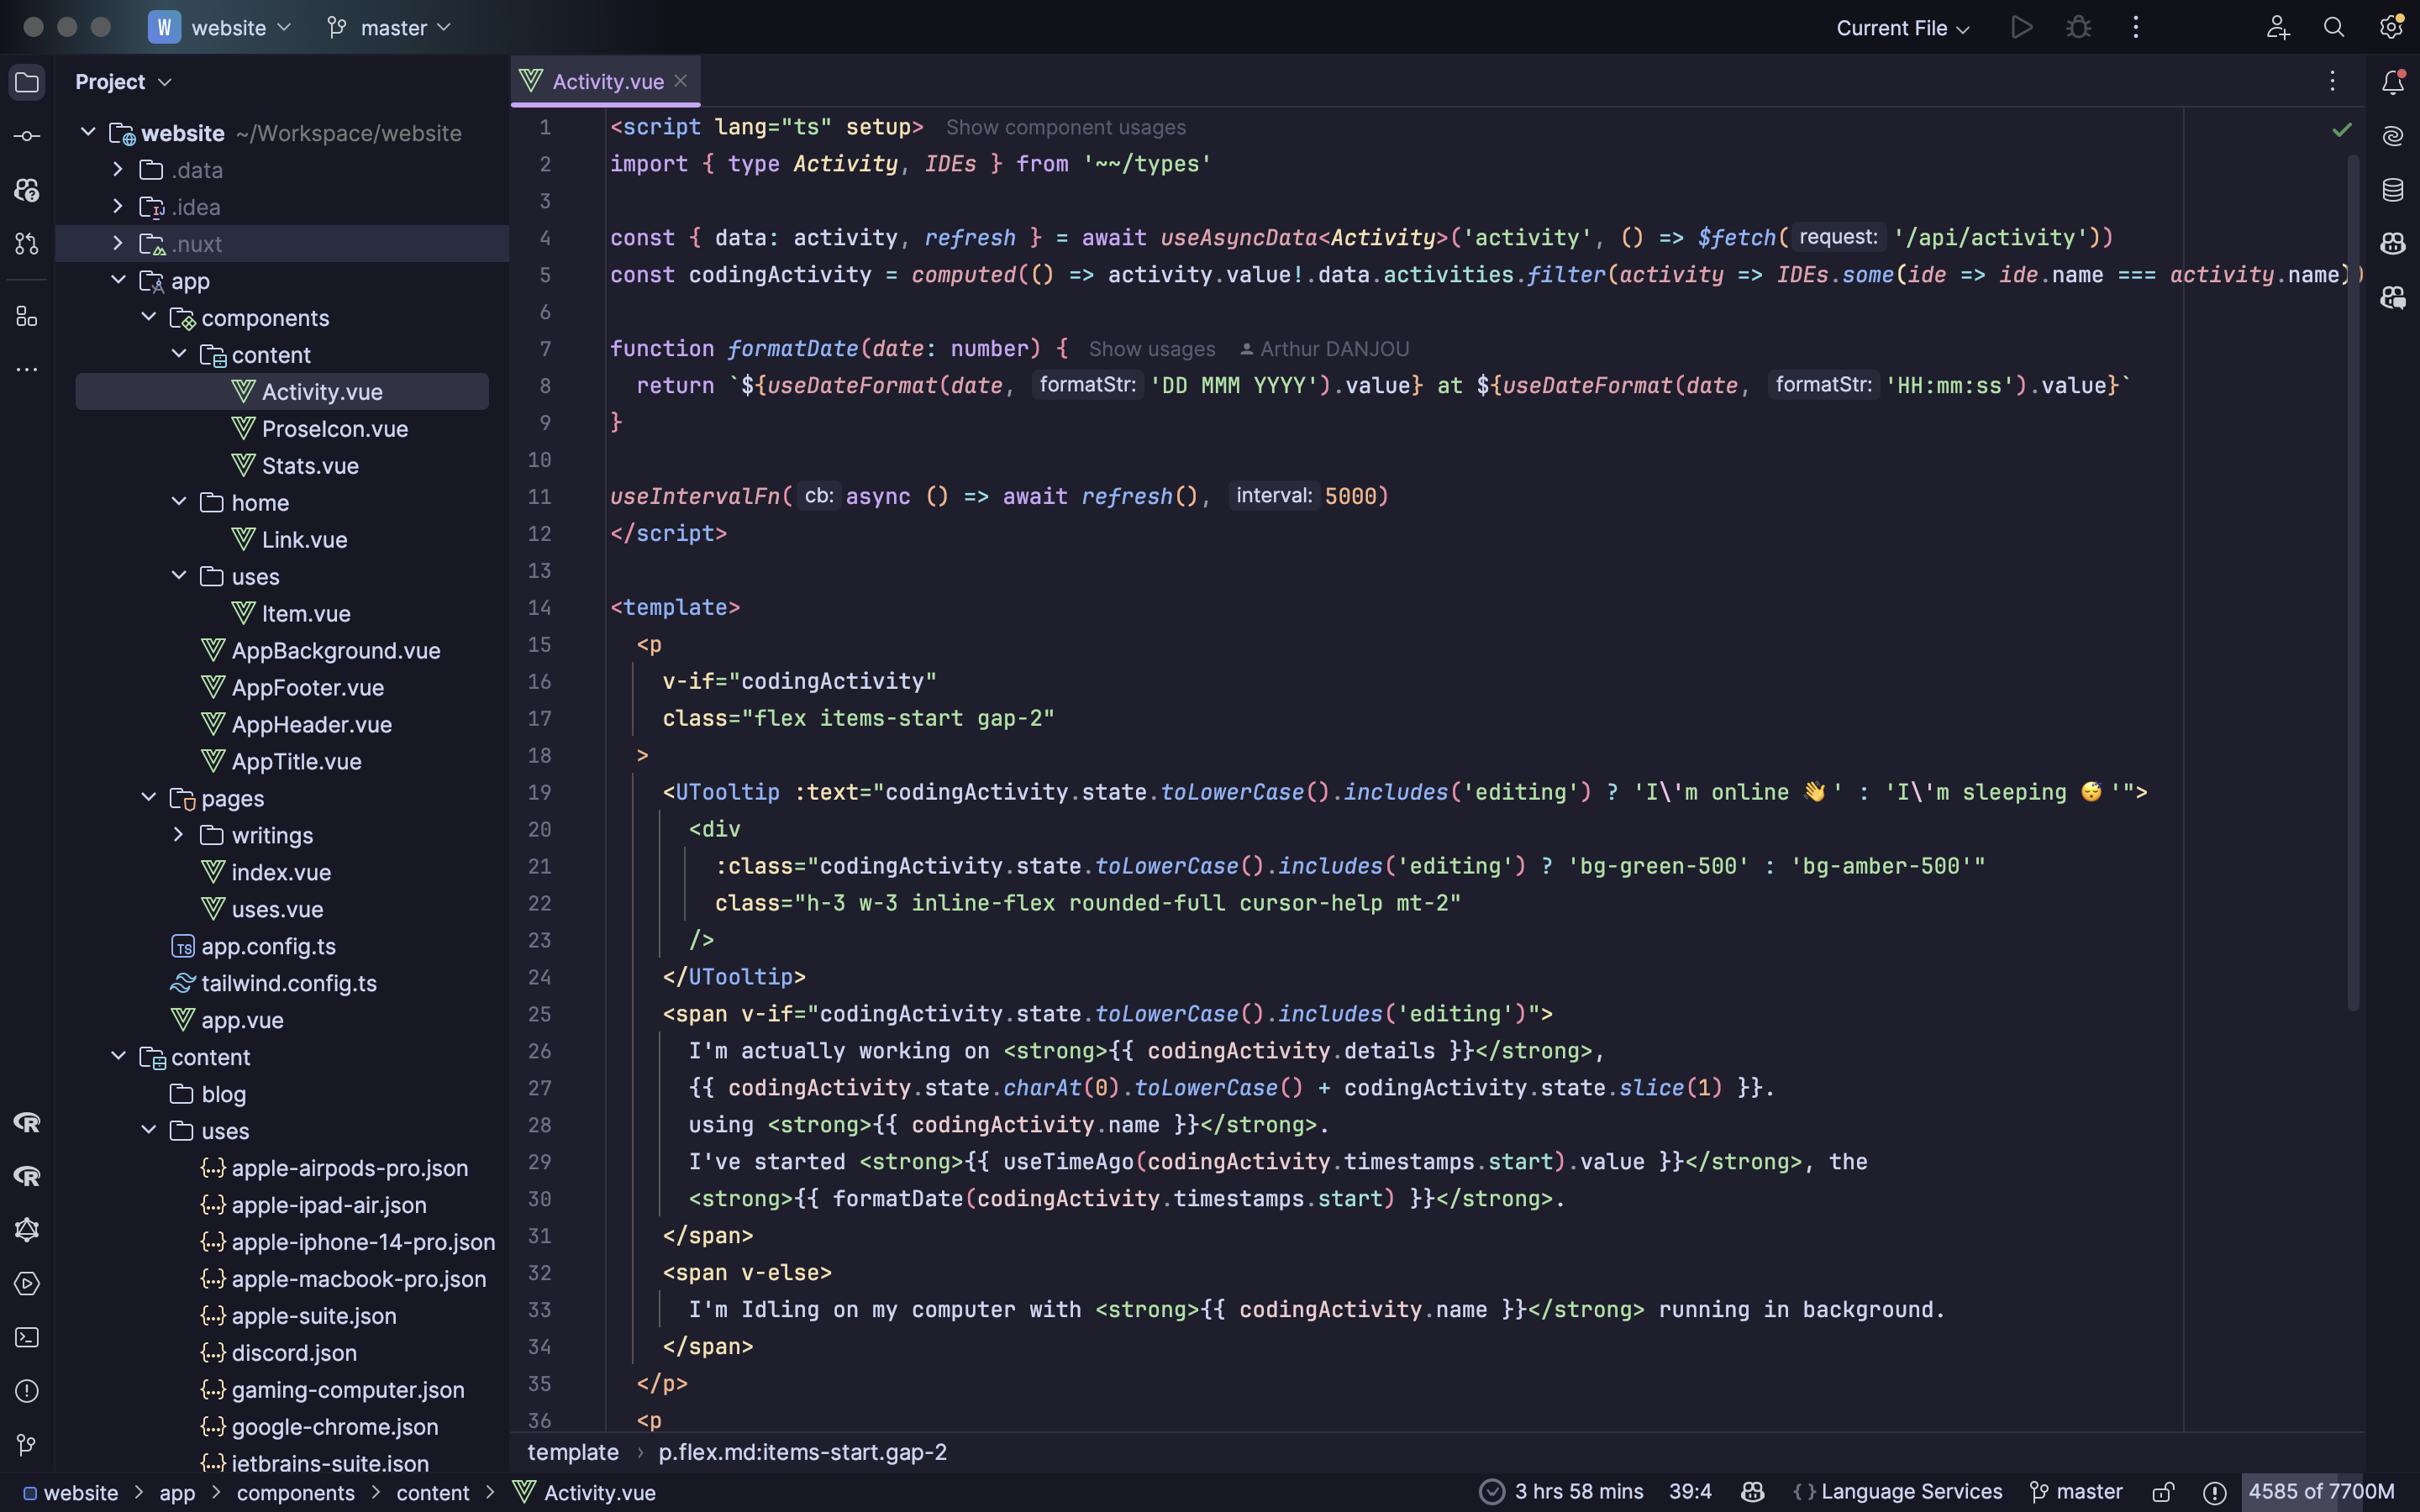 W website master Current File
Project
website ~/Workspace/website
.data
.idea
.nuxt
app
components
content
Activity.vue
ProseIcon.vue
Stats.vue
home
Link.vue
uses
Item.vue
AppBackground.vue
AppFooter.vue
AppHeader.vue
AppTitle.vue
pages
writings
index.vue
uses.vue
app.config.ts
tailwind.config.ts
app.vue
content
blog
uses
apple-airpods-pro.json
apple-ipad-air.json
apple-iphone-14-pro.json
apple-macbook-pro.json
apple-suite.json
discord.json
gaming-computer.json
google-chrome.json
jetbrains-suite.json
Activity.vue
1 <script lang="ts" setup> Show component usages
2 import { type Activity, IDEs } from '~~/types'
3
4 const { data: activity, refresh } = await useAsyncData<Activity>('activity', () => $fetch( request: '/api/activity'))
5 const codingActivity = computed(() => activity.value!.data.activities.filter(activity => IDEs.some(ide => ide.name === activity.name))
6
7 function formatDate(date: number) { Show usages Arthur DANJOU
8 return `${useDateFormat(date, formatStr: 'DD MMM YYYY').value} at ${useDateFormat(date, formatStr: 'HH:mm:ss').value}`
9 }
10
11 useIntervalFn( cb: async () => await refresh(), interval: 5000)
12 </script>
13
14 <template>
15 <p
16 v-if="codingActivity"
17 class="flex items-start gap-2"
18 >
19 <UTooltip :text="codingActivity.state.toLowerCase().includes('editing') ? 'I\'m online 👋 ' : 'I\'m sleeping 😴 '">
20 <div
21 :class="codingActivity.state.toLowerCase().includes('editing') ? 'bg-green-500' : 'bg-amber-500'"
22 class="h-3 w-3 inline-flex rounded-full cursor-help mt-2"
23 />
24 </UTooltip>
25 <span v-if="codingActivity.state.toLowerCase().includes('editing')">
26 I'm actually working on <strong>{{ codingActivity.details }}</strong>,
27 {{ codingActivity.state.charAt(0).toLowerCase() + codingActivity.state.slice(1) }}.
28 using <strong>{{ codingActivity.name }}</strong>.
29 I've started <strong>{{ useTimeAgo(codingActivity.timestamps.start).value }}</strong>, the
30 <strong>{{ formatDate(codingActivity.timestamps.start) }}</strong>.
31 </span>
32 <span v-else>
33 I'm Idling on my computer with <strong>{{ codingActivity.name }}</strong> running in background.
34 </span>
35 </p>
36 <p
template › p.flex.md:items-start.gap-2
website > app > components > content > Activity.vue 3 hrs 58 mins 39:4 {} Language Services master 4585 of 7700M